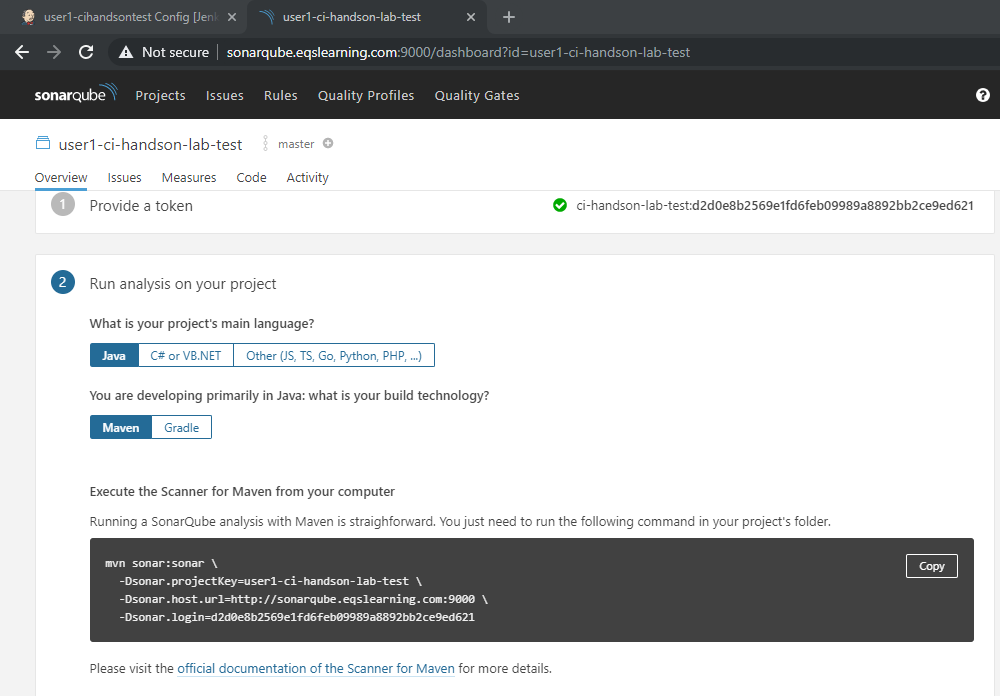 user1-cihandsontest Config [Jenk
user1-ci-handson-lab-test
Not secure
sonarqube.eqslearning.com:9000/dashboard?id=user1-ci-handson-lab-test
sonarqube
Projects
Issues
Rules
Quality Profiles
Quality Gates
user1-ci-handson-lab-test
master
Overview
Issues
Measures
Code
Activity
1
Provide a token
ci-handson-lab-test:d2d0e8b2569e1fd6feb09989a8892bb2ce9ed621
2
Run analysis on your project
What is your project's main language?
Java
C# or VB.NET
Other (JS, TS, Go, Python, PHP, ...)
You are developing primarily in Java: what is your build technology?
Maven
Gradle
Execute the Scanner for Maven from your computer
Running a SonarQube analysis with Maven is straighforward. You just need to run the following command in your project's folder.
mvn sonar:sonar \
-Dsonar.projectKey=user1-ci-handson-lab-test \
-Dsonar.host.url=http://sonarqube.eqslearning.com:9000 \
-Dsonar.login=d2d0e8b2569e1fd6feb09989a8892bb2ce9ed621
Copy
Please visit the official documentation of the Scanner for Maven for more details.